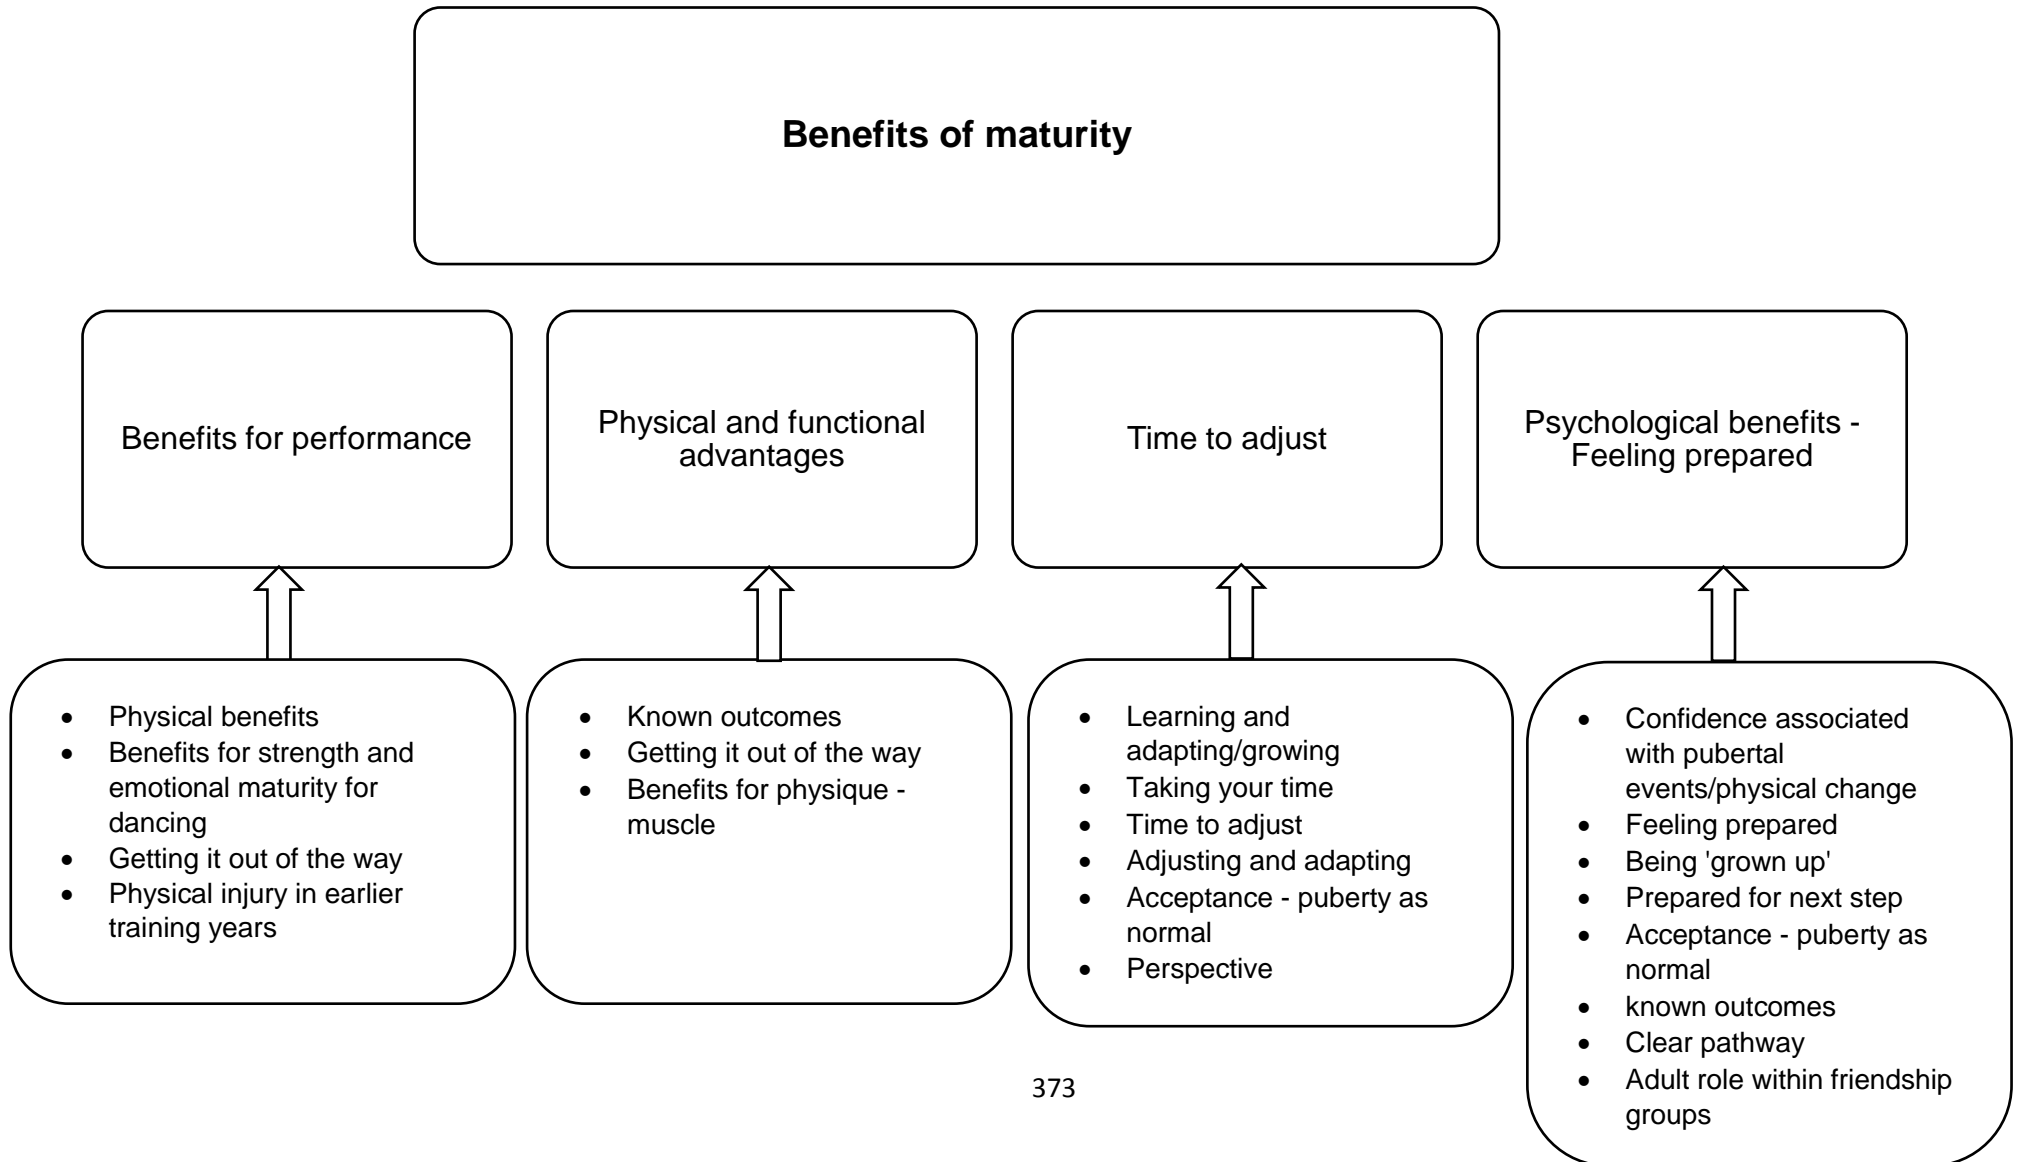 Benefits of maturity
Benefits for performance
Physical and functional
advantages
Time to adjust
Psychological benefits -
Feeling prepared
• Physical benefits
• Benefits for strength and
emotional maturity for
dancing
• Getting it out of the way
• Physical injury in earlier
training years
• Known outcomes
• Getting it out of the way
• Benefits for physique -
muscle
• Learning and
adapting/growing
• Taking your time
• Time to adjust
• Adjusting and adapting
• Acceptance - puberty as
normal
• Perspective
• Confidence associated
with pubertal
events/physical change
• Feeling prepared
• Being 'grown up'
• Prepared for next step
• Acceptance - puberty as
normal
• known outcomes
• Clear pathway
• Adult role within friendship
groups
373